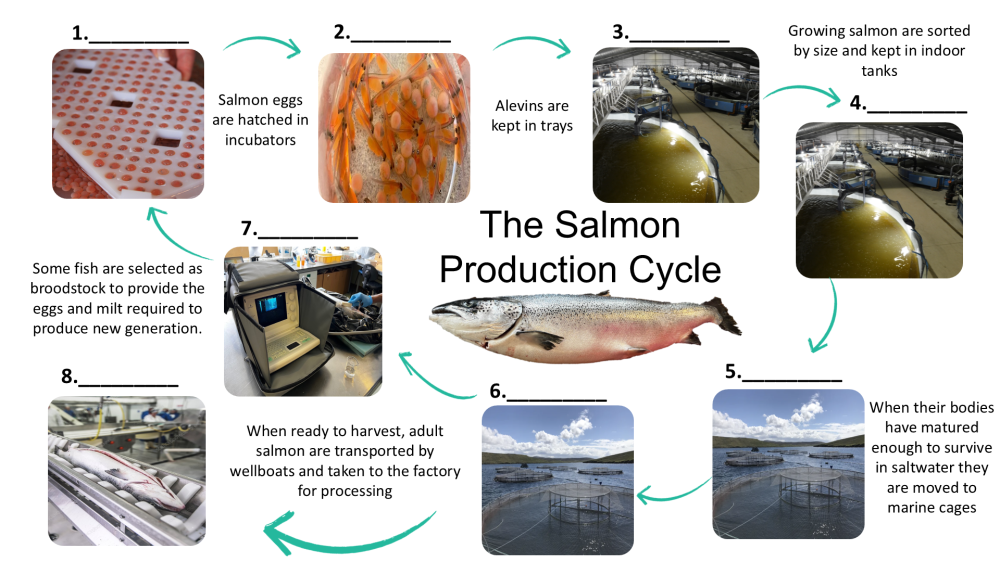 1.__________
Salmon eggs
are hatched in
incubators
2.__________
Alevins are
kept in trays
3.__________
Growing salmon are sorted
by size and kept in indoor
tanks
4.__________
5.__________
When their bodies
have matured
enough to survive
in saltwater they
are moved to
marine cages
6.__________
The Salmon
Production Cycle
7.__________
Some fish are selected as
broodstock to provide the
eggs and milt required to
produce new generation.
When ready to harvest, adult
salmon are transported by
wellboats and taken to the factory
for processing
8.__________